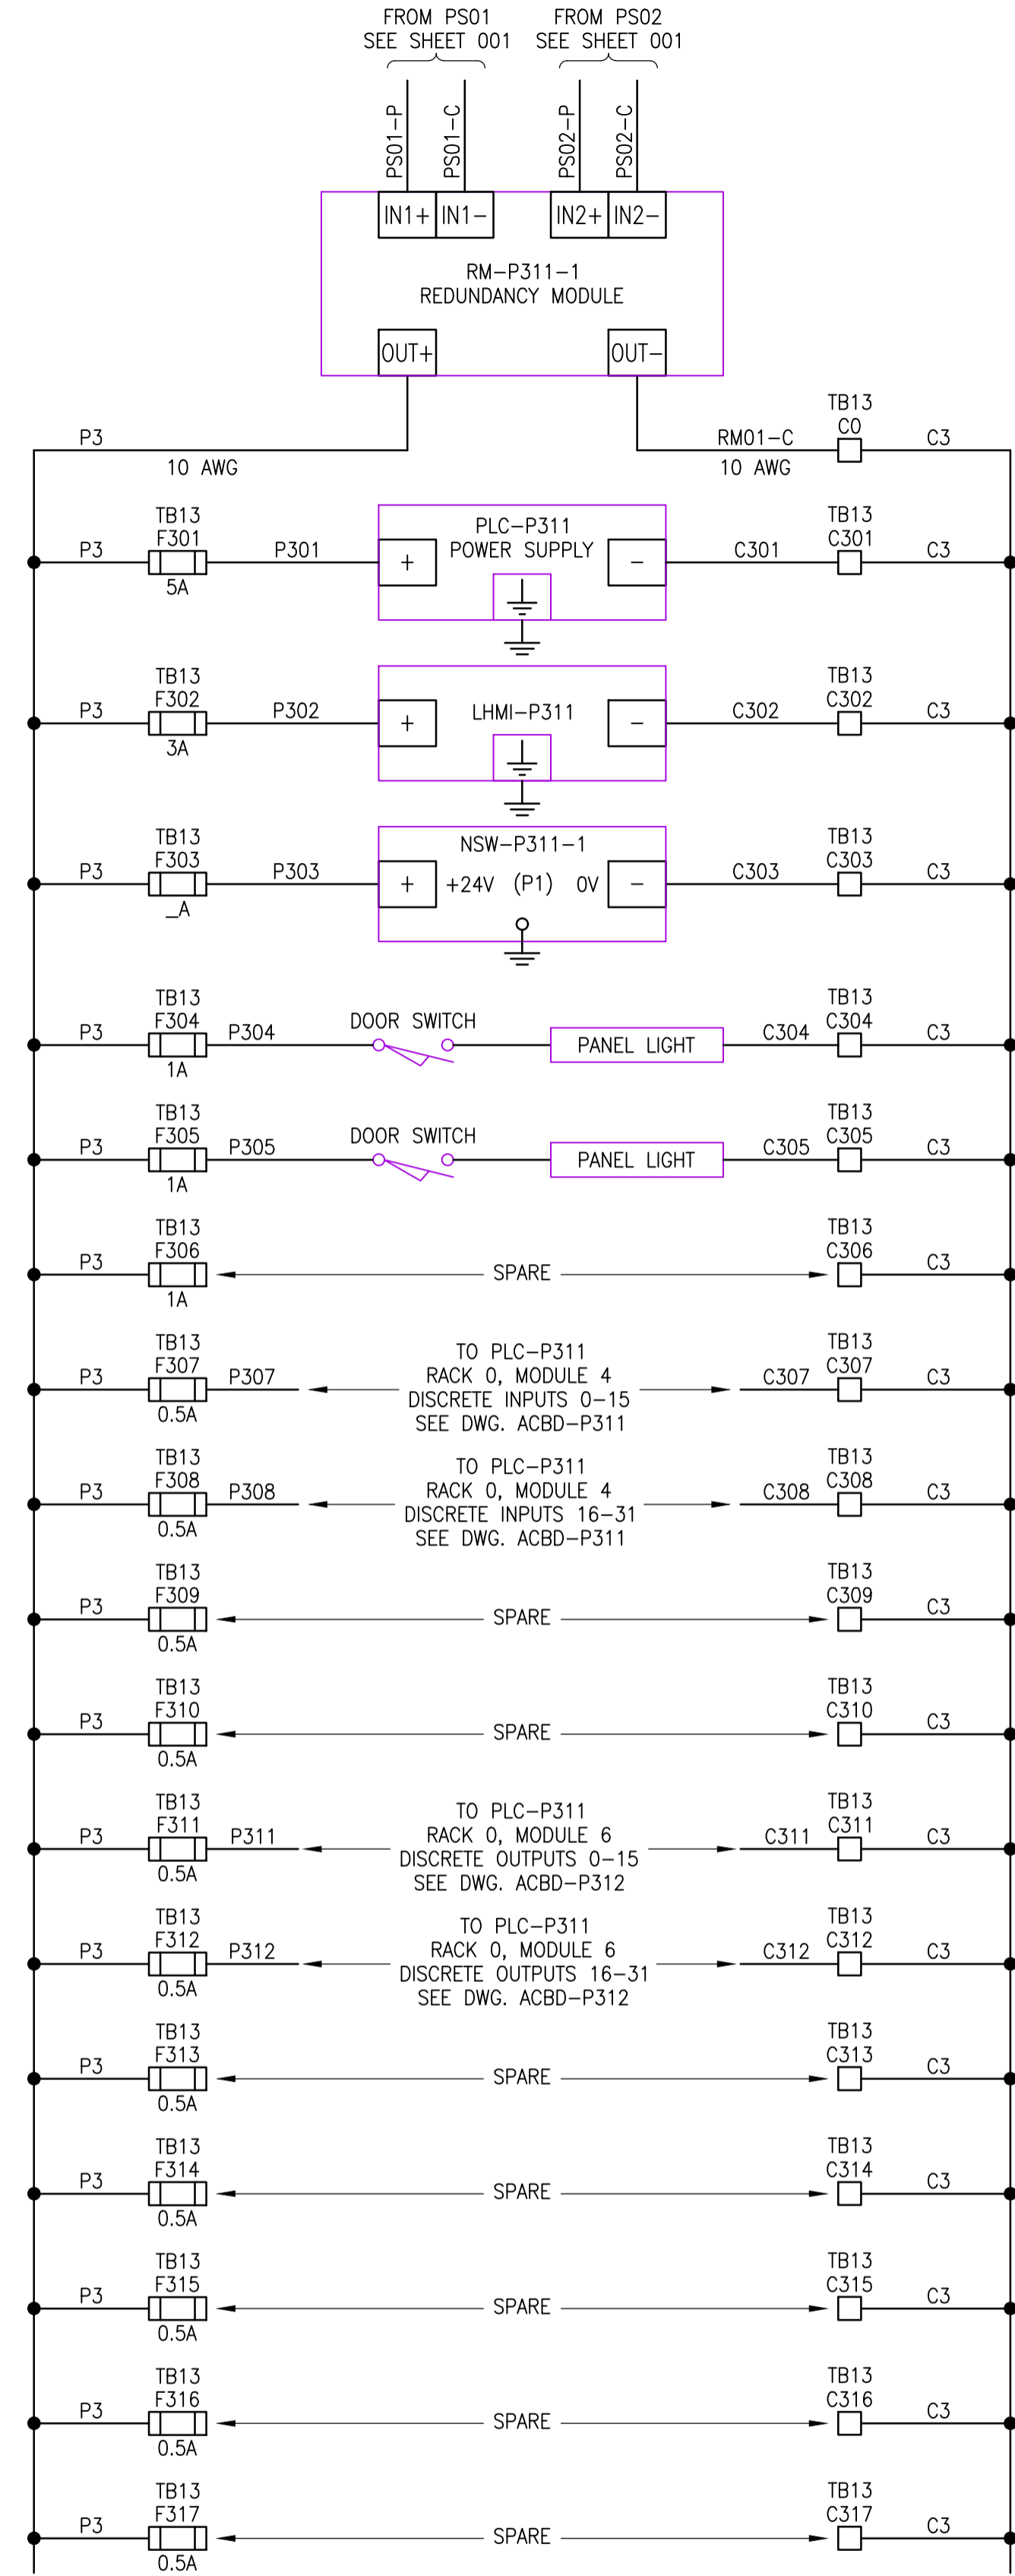 FROM PS01
SEE SHEET 001
FROM PS02
SEE SHEET 001
PS01-P
PS01-C
PS02-P
PS02-C
IN1+ IN1- IN2+ IN2-
RM-P311-1
REDUNDANCY MODULE
OUT+ OUT-
TB13
P3 RM01-C C0 C3
10 AWG 10 AWG
TB13 PLC-P311 TB13
F301 POWER SUPPLY C301
P3 P301 + - C301 C3
5A
TB13 TB13
F302 LHMI-P311 C302
P3 P302 + - C302 C3
3A
TB13 NSW-P311-1 TB13
F303 C303
P3 P303 + +24V (P1) 0V - C303 C3
_A
TB13 TB13
F304 DOOR SWITCH C304
P3 P304 PANEL LIGHT C304 C3
1A
TB13 TB13
F305 DOOR SWITCH C305
P3 P305 PANEL LIGHT C305 C3
1A
TB13 TB13
F306 C306
P3 SPARE C3
1A
TB13 TO PLC-P311 TB13
F307 RACK 0, MODULE 4 C307
P3 P307 DISCRETE INPUTS 0-15 C307 C3
0.5A SEE DWG. ACBD-P311
TB13 TO PLC-P311 TB13
F308 RACK 0, MODULE 4 C308
P3 P308 DISCRETE INPUTS 16-31 C308 C3
0.5A SEE DWG. ACBD-P311
TB13 TB13
F309 C309
P3 SPARE C3
0.5A
TB13 TB13
F310 C310
P3 SPARE C3
0.5A
TB13 TO PLC-P311 TB13
F311 RACK 0, MODULE 6 C311
P3 P311 DISCRETE OUTPUTS 0-15 C311 C3
0.5A SEE DWG. ACBD-P312
TB13 TO PLC-P311 TB13
F312 RACK 0, MODULE 6 C312
P3 P312 DISCRETE OUTPUTS 16-31 C312 C3
0.5A SEE DWG. ACBD-P312
TB13 TB13
F313 C313
P3 SPARE C3
0.5A
TB13 TB13
F314 C314
P3 SPARE C3
0.5A
TB13 TB13
F315 C315
P3 SPARE C3
0.5A
TB13 TB13
F316 C316
P3 SPARE C3
0.5A
TB13 TB13
F317 C317
P3 SPARE C3
0.5A